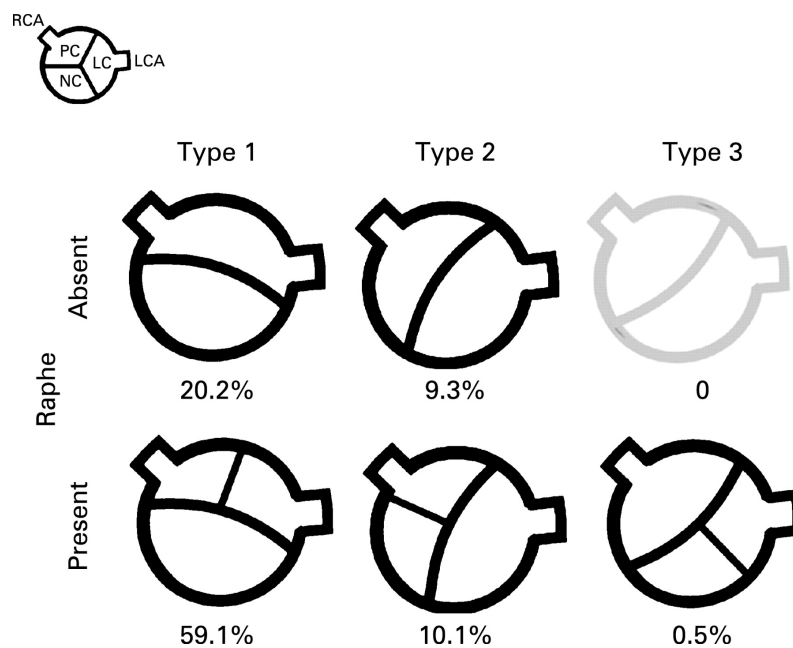 RCA
PC
LC
LCA
NC
Type 1 Type 2 Type 3
Absent
20.2% 9.3% 0
Raphe
Present
59.1% 10.1% 0.5%